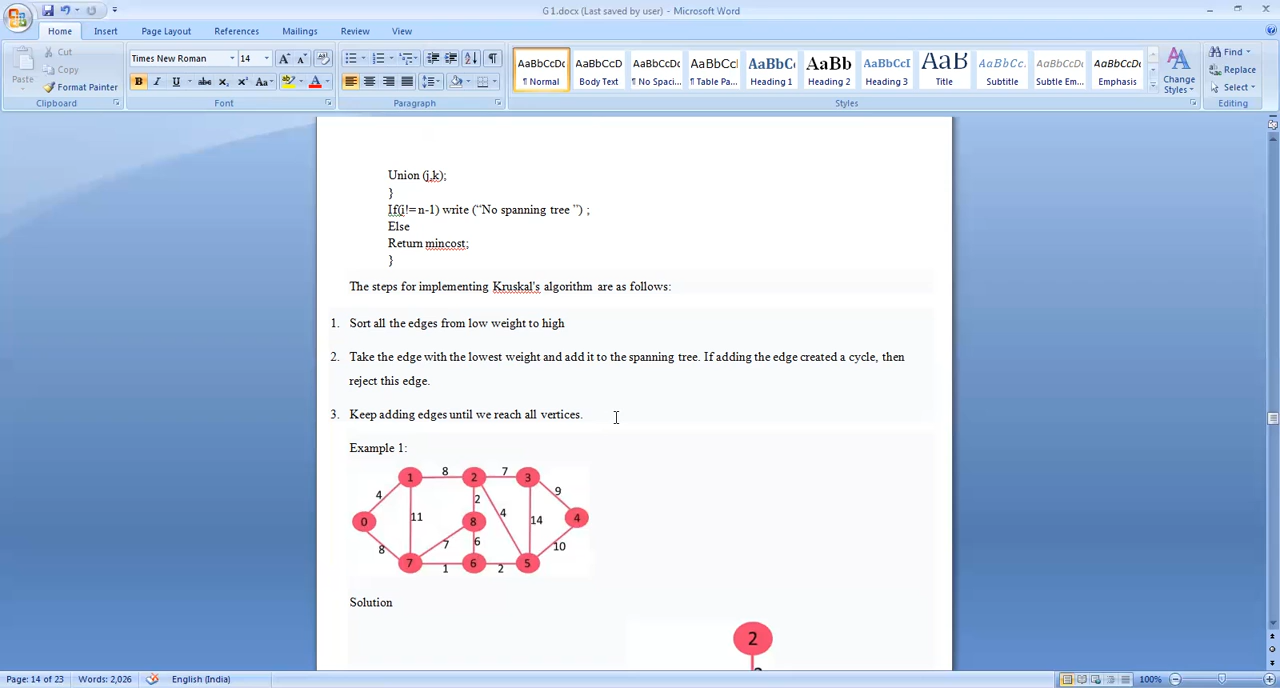 G 1.docx (Last saved by user) - Microsoft Word
Home Insert Page Layout References Mailings Review View
Cut
Copy
Paste
Format Painter
Clipboard
Times New Roman 14
B I U abc x₂ x² Aa
Font
Paragraph
AaBbCcDc AaBbCcDc AaBbCcDc AaBbCcI AaBbC AaBb AaBbCcI AaB AaBbCc. AaBbCcDc AaBbCcDc
¶ Normal Body Text ¶ No Spaci... ¶ Table Pa... Heading 1 Heading 2 Heading 3 Title Subtitle Subtle Em... Emphasis
Change Styles
Styles
Find
Replace
Select
Editing
Union (j,k);
}
If(i!= n-1) write (“No spanning tree ”) ;
Else
Return mincost;
}
The steps for implementing Kruskal's algorithm are as follows:
1. Sort all the edges from low weight to high
2. Take the edge with the lowest weight and add it to the spanning tree. If adding the edge created a cycle, then
reject this edge.
3. Keep adding edges until we reach all vertices.
Example 1:
1 8 2 7 3
4 2 9
0 11 8 4 14 4
8 7 6 10
7 1 6 2 5
Solution
2
Page: 14 of 23 Words: 2,026 English (India) 100%